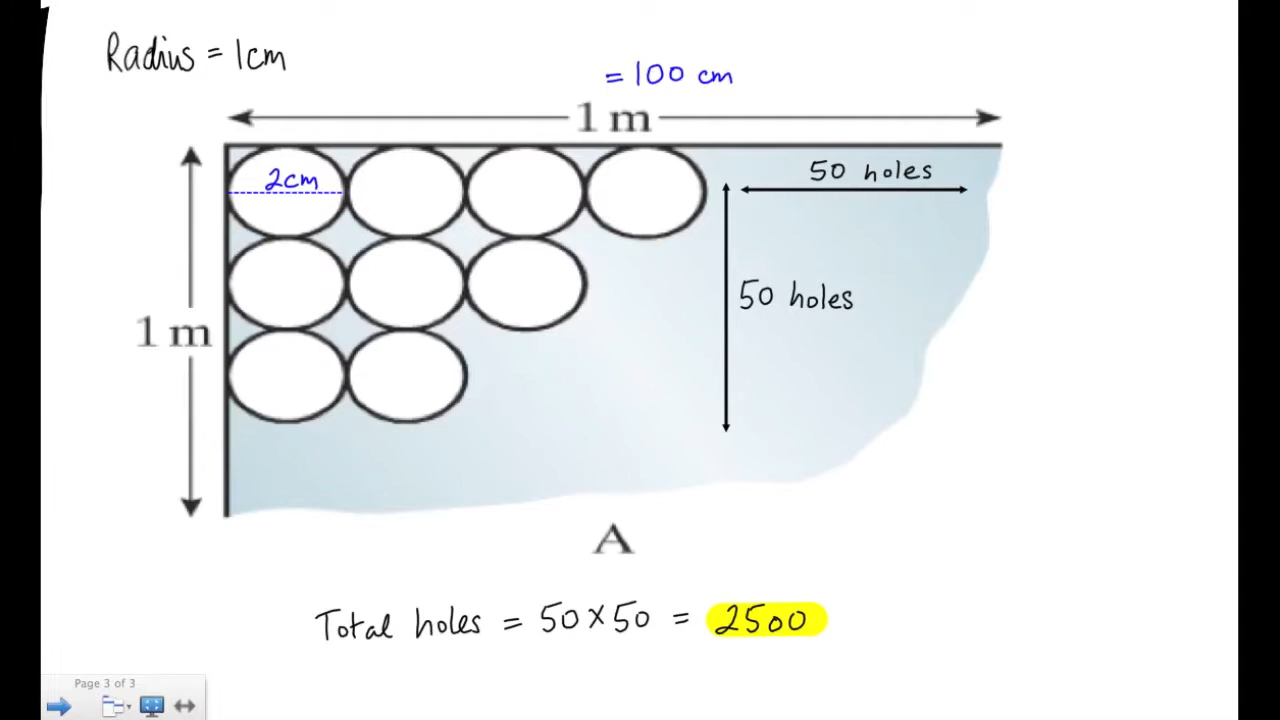 Radius = 1cm
= 100 cm
1 m
2cm
50 holes
50 holes
1 m
A
Total holes = 50 × 50 = 2500
Page 3 of 3